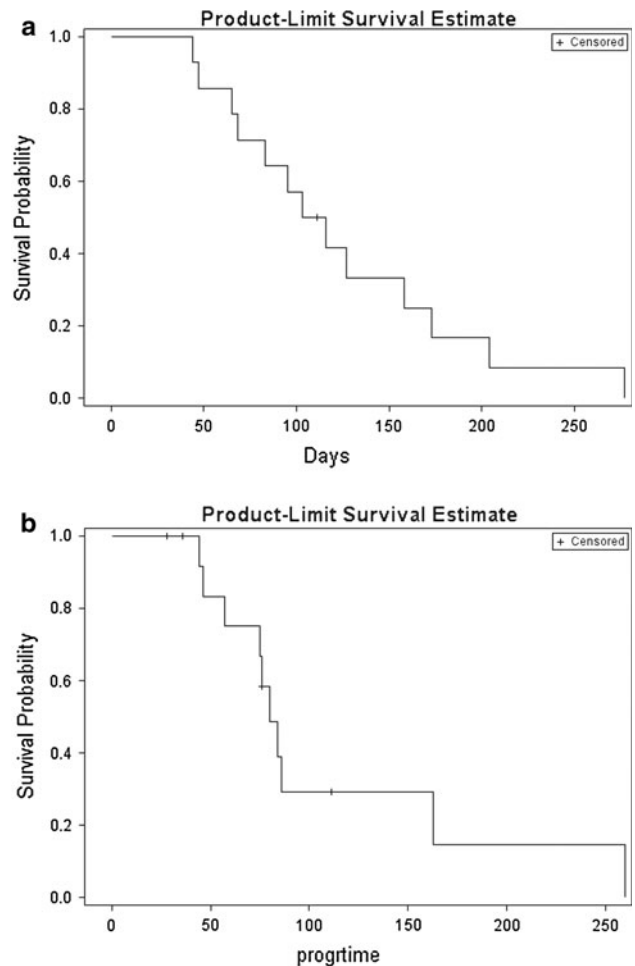 a
Product-Limit Survival Estimate
+ Censored
1.0
0.8
0.6
0.4
0.2
0.0
Survival Probability
0 50 100 150 200 250
Days
b
Product-Limit Survival Estimate
+ Censored
1.0
0.8
0.6
0.4
0.2
0.0
Survival Probability
0 50 100 150 200 250
progrtime